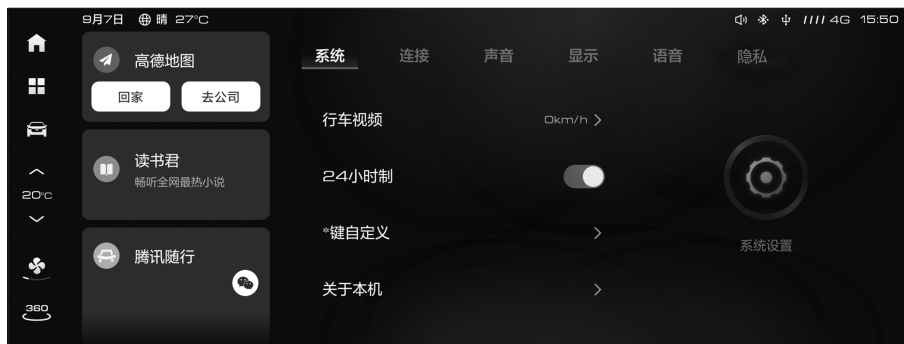 9月7日 晴 27℃
4G 15:50
20℃
360
高德地图
回家 去公司
读书君
畅听全网最热小说
腾讯随行
系统 连接 声音 显示 语音 隐私
行车视频 0km/h
24小时制
*键自定义
关于本机
系统设置